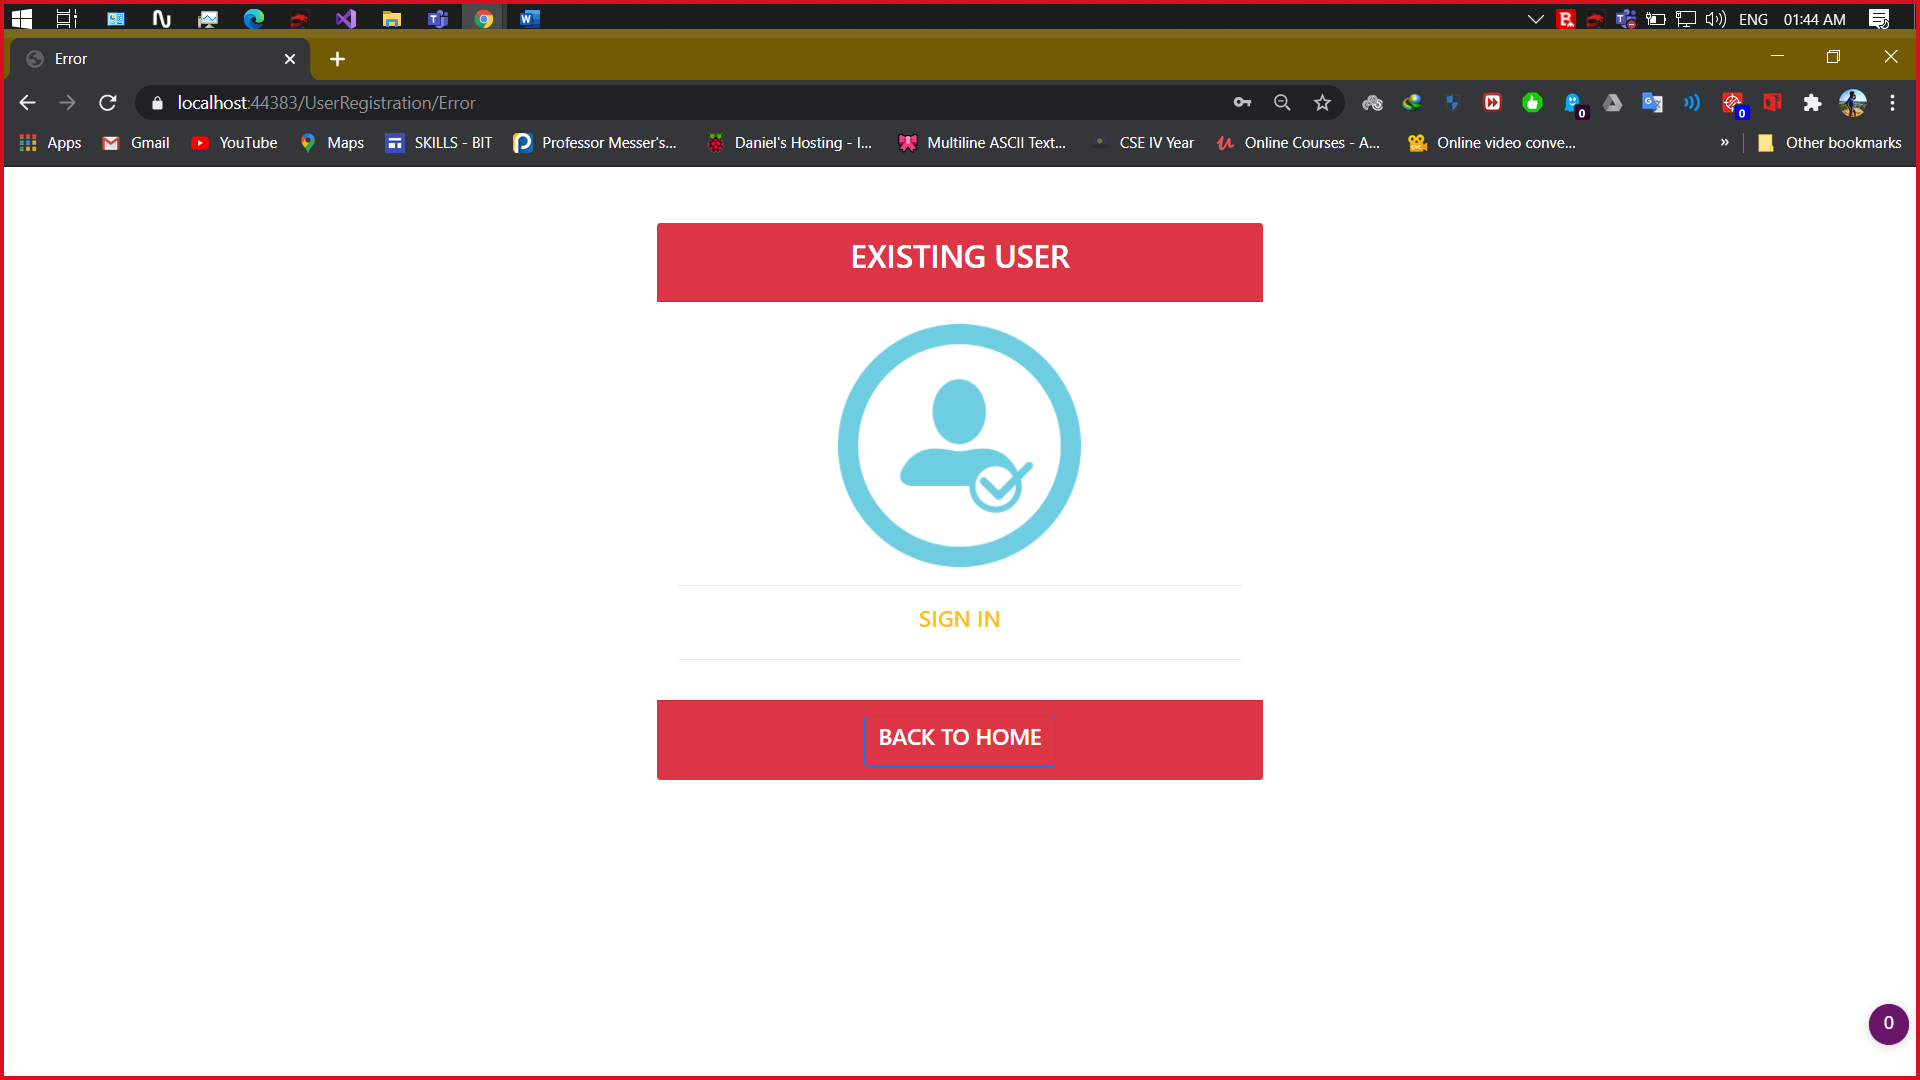 ENG 01:44 AM
Error
localhost:44383/UserRegistration/Error
0
0
Apps Gmail YouTube Maps SKILLS - BIT Professor Messer's... Daniel's Hosting - I... Multiline ASCII Text... CSE IV Year Online Courses - A... Online video conve... » Other bookmarks
EXISTING USER
SIGN IN
BACK TO HOME
0